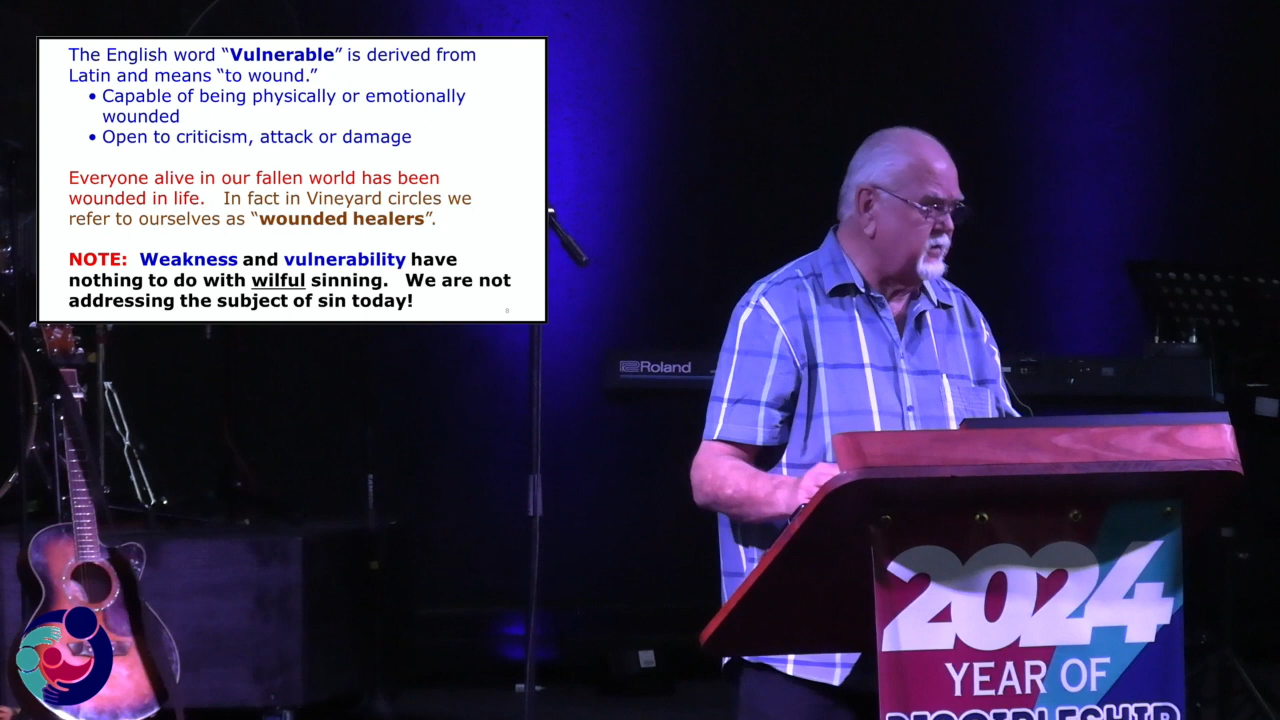 The English word “Vulnerable” is derived from
Latin and means “to wound.”
• Capable of being physically or emotionally
wounded
• Open to criticism, attack or damage
Everyone alive in our fallen world has been
wounded in life. In fact in Vineyard circles we
refer to ourselves as “wounded healers”.
NOTE: Weakness and vulnerability have
nothing to do with wilful sinning. We are not
addressing the subject of sin today!
8
Roland
2024
YEAR OF
DISCIPLESHIP